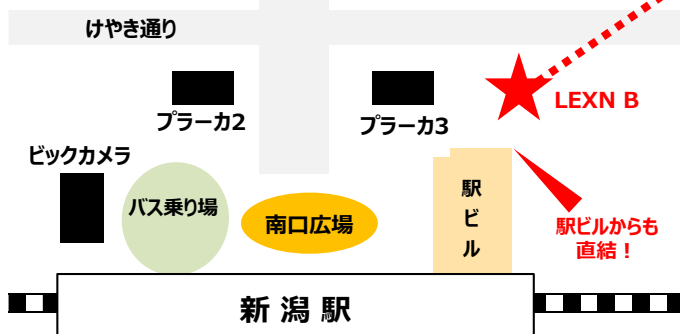 けやき通り
LEXN B
プラーカ2
プラーカ3
ビックカメラ
バス乗り場
南口広場
駅
ビ
ル
駅ビルからも
直結！
新潟駅